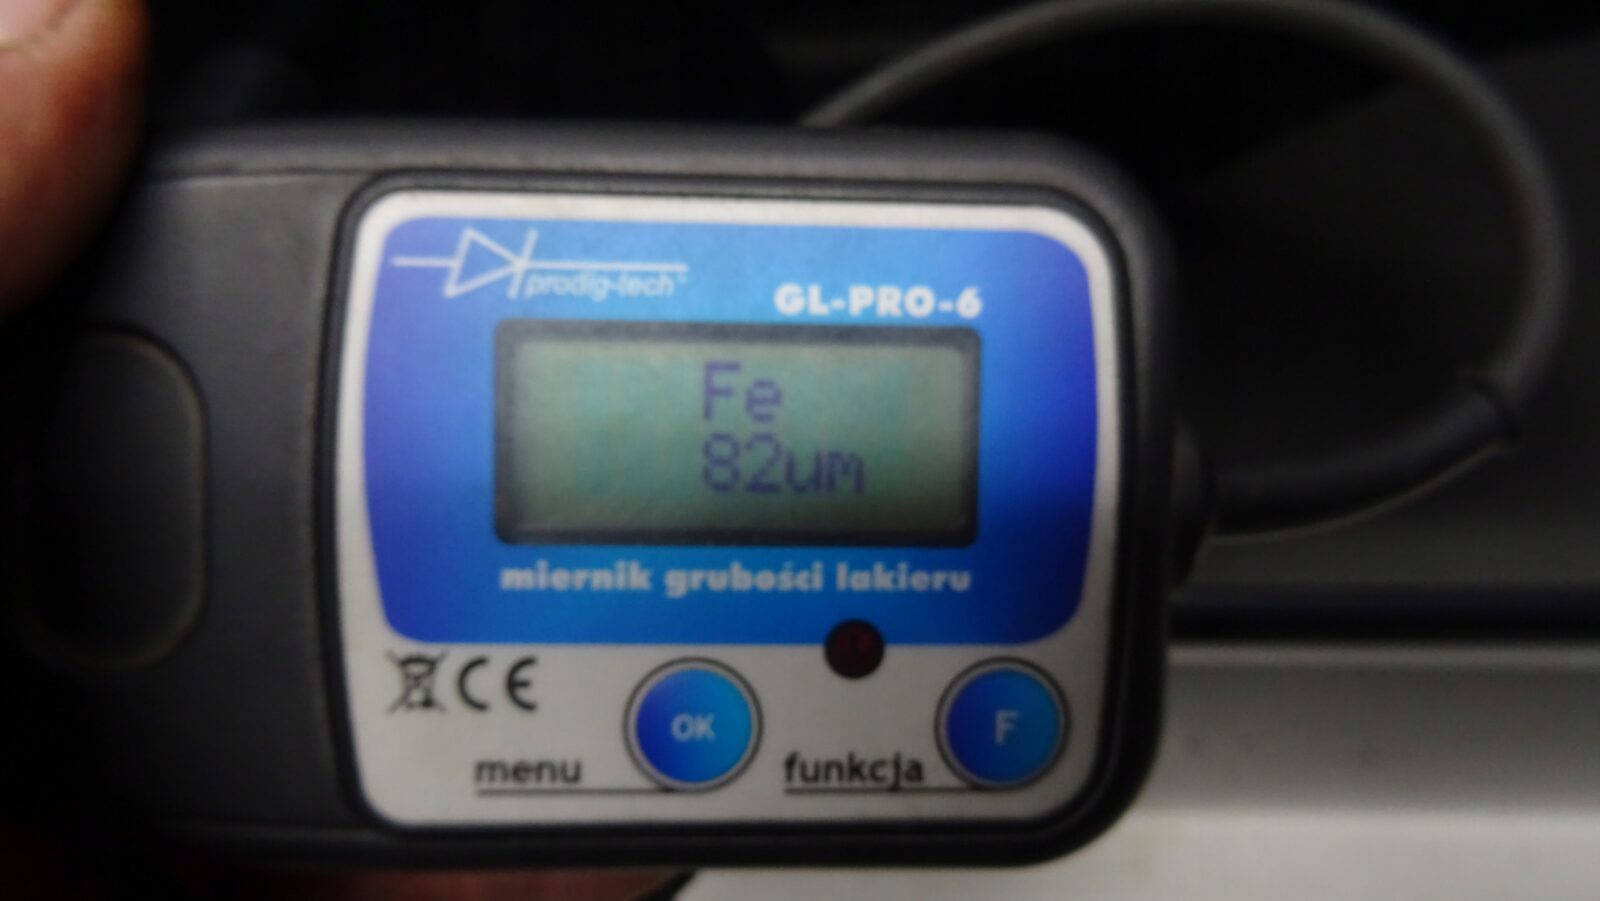 prodig-tech
GL-PRO-6
Fe
82um
miernik grubości lakieru
CE
OK
F
menu
funkcja